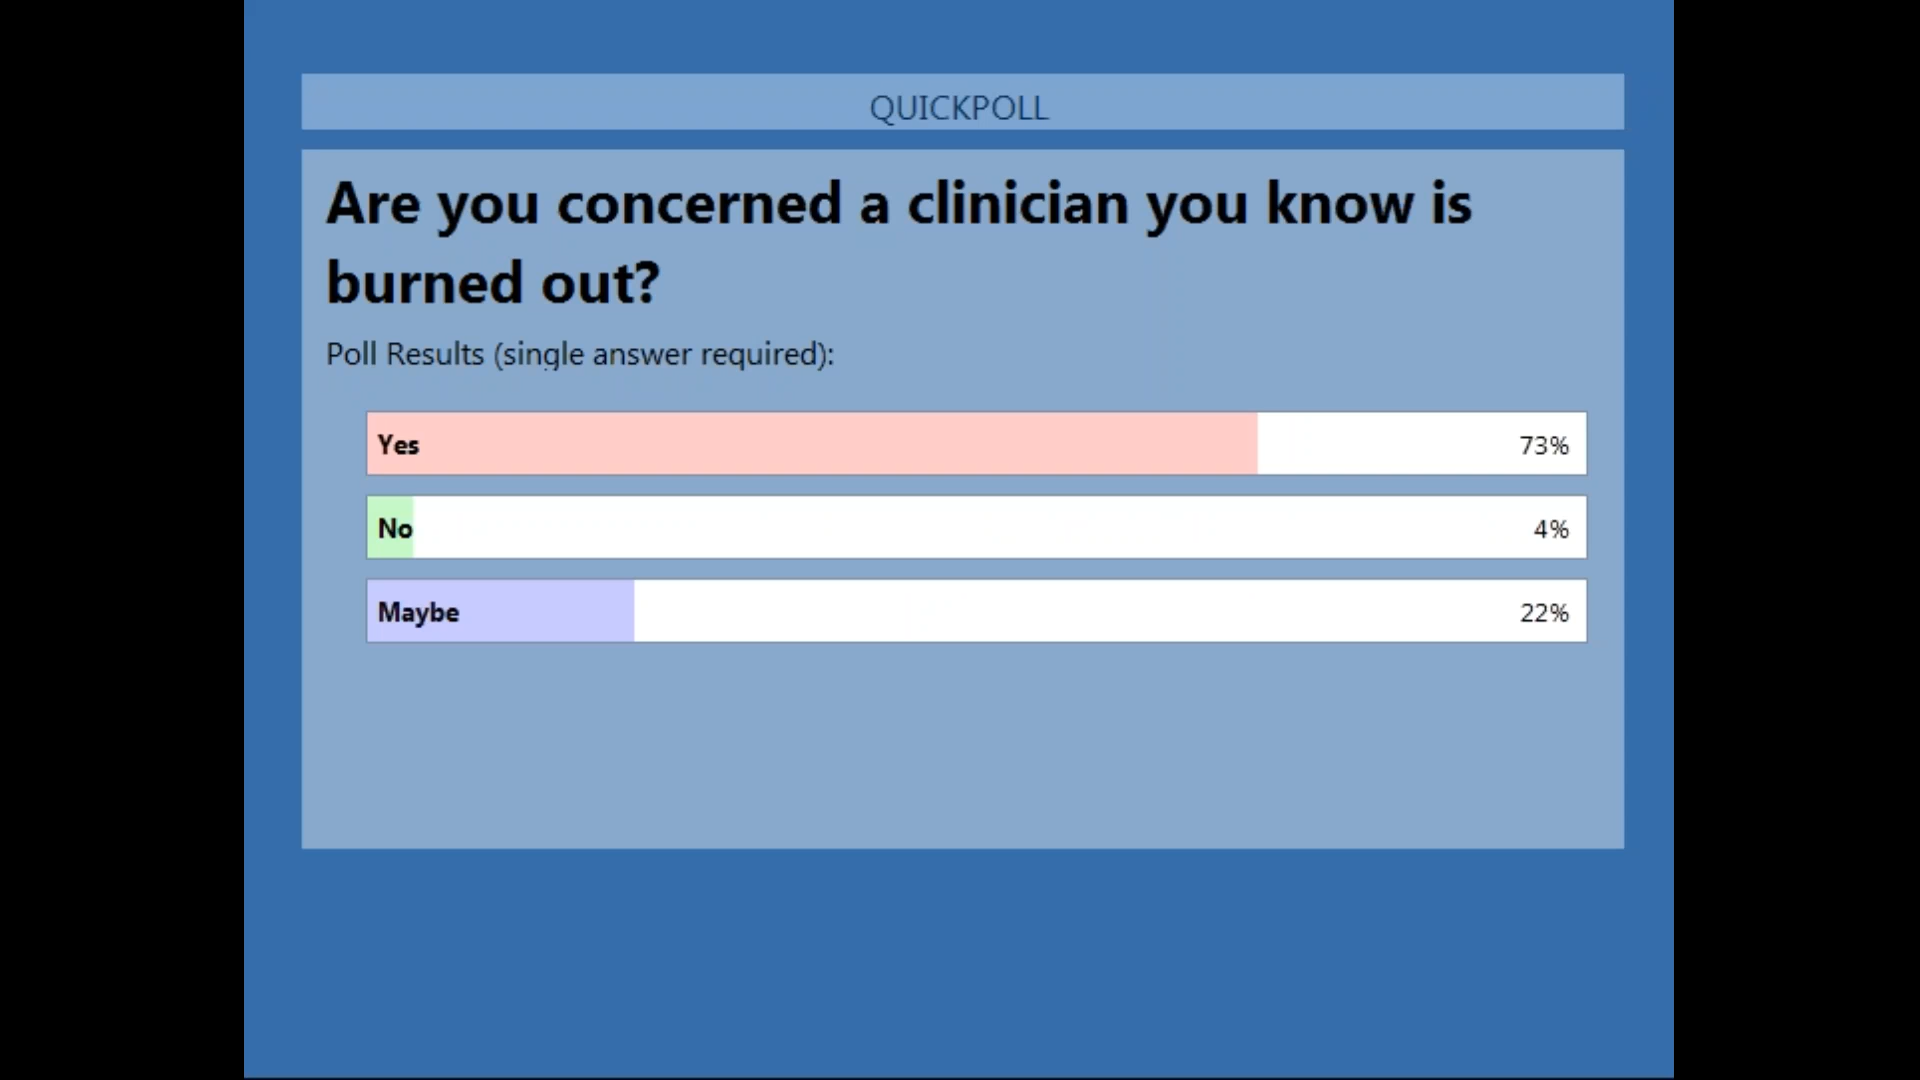 QUICKPOLL
Are you concerned a clinician you know is
burned out?
Poll Results (single answer required):
Yes 73%
No 4%
Maybe 22%